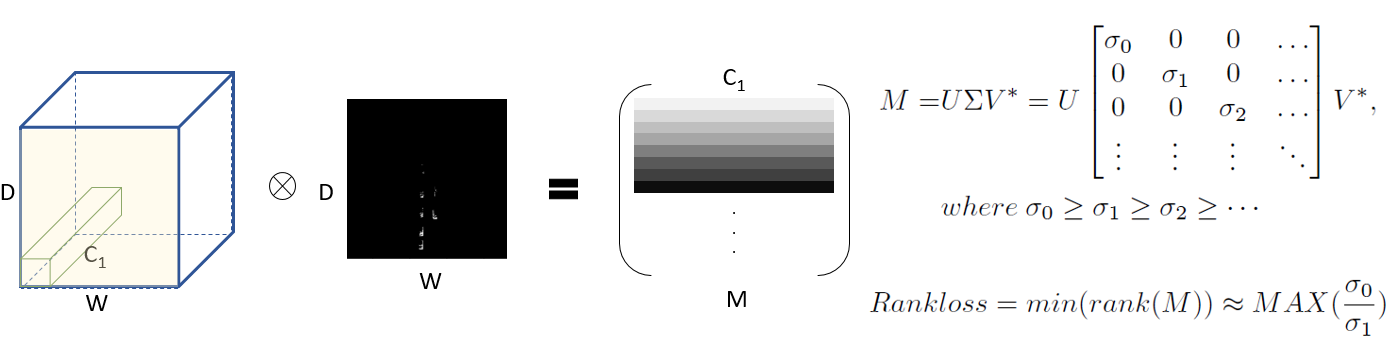 D
C₁
W
⊗
D
W
=
C₁
.
.
.
M
M = UΣV* = U [σ₀ 0 0 …
0 σ₁ 0 …
0 0 σ₂ …
⋮ ⋮ ⋮ ⋱] V*,
where σ₀ ≥ σ₁ ≥ σ₂ ≥ ⋯
Rankloss = min(rank(M)) ≈ MAX(σ₀/σ₁)